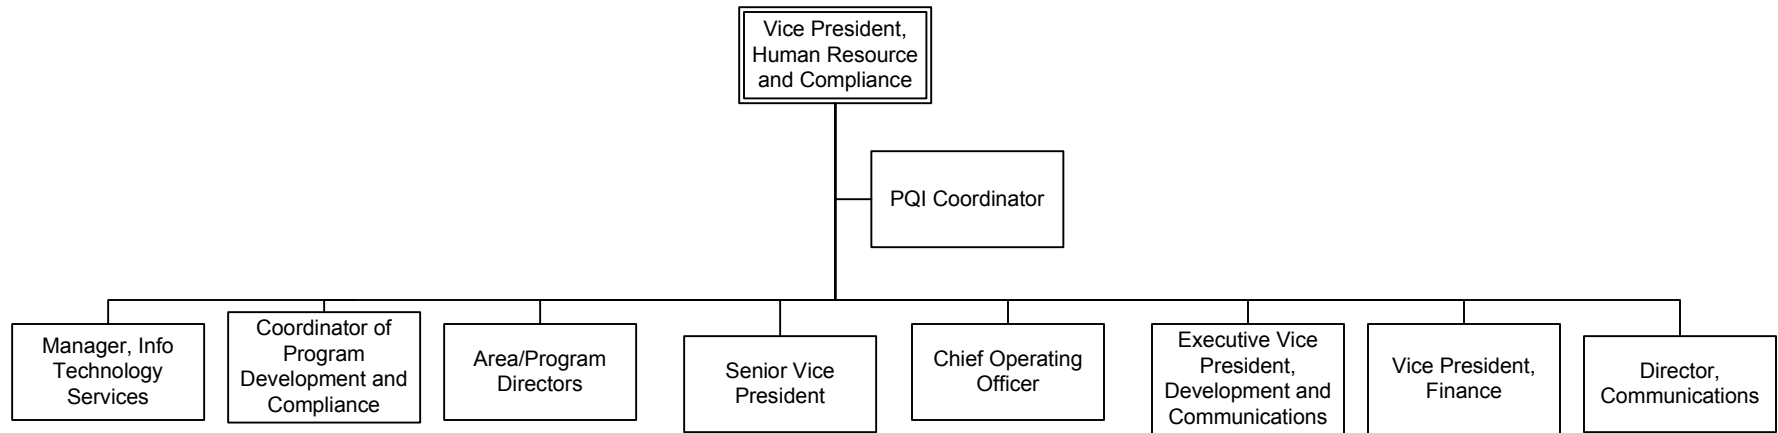 Vice President,
Human Resource
and Compliance
PQI Coordinator
Manager, Info
Technology
Services
Coordinator of
Program
Development and
Compliance
Area/Program
Directors
Senior Vice
President
Chief Operating
Officer
Executive Vice
President,
Development and
Communications
Vice President,
Finance
Director,
Communications